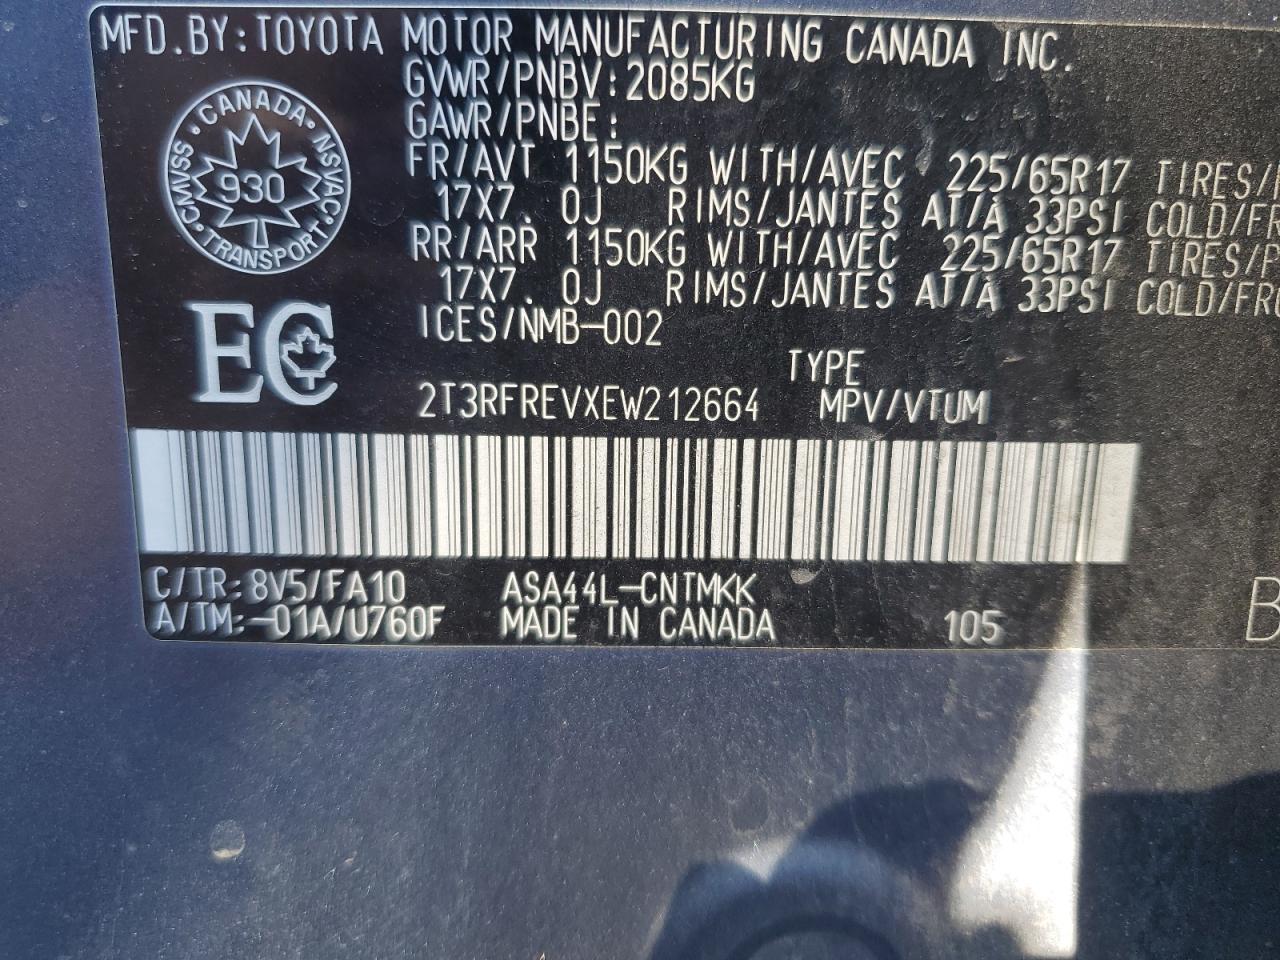 MFD.BY:TOYOTA MOTOR MANUFACTURING CANADA INC.
GVWR/PNBV:2085KG
GAWR/PNBE:
FR/AVT 1150KG WITH/AVEC 225/65R17 TIRES/
17X7.0J RIMS/JANTES AT/À 33PSI COLD/FR
RR/ARR 1150KG WITH/AVEC 225/65R17 TIRES/P
17X7.0J RIMS/JANTES AT/À 33PSI COLD/FR
ICES/NMB-002
CANADA · NSVAC · TRANSPORT · CMVSS ·
930
EC
TYPE
2T3RFREVXEW212664 MPV/VTUM
C/TR:8V5/FA10 ASA44L-CNTMKK
A/TM:-01A/U760F MADE IN CANADA 105 B